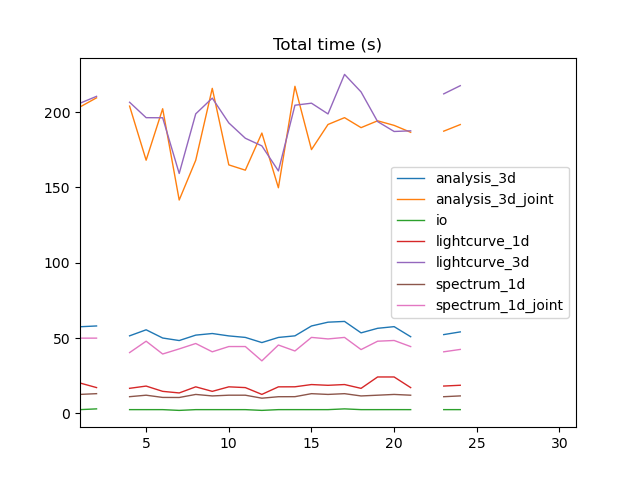 Total time (s)
200
150
100
50
0
analysis_3d
analysis_3d_joint
io
lightcurve_1d
lightcurve_3d
spectrum_1d
spectrum_1d_joint
5 10 15 20 25 30